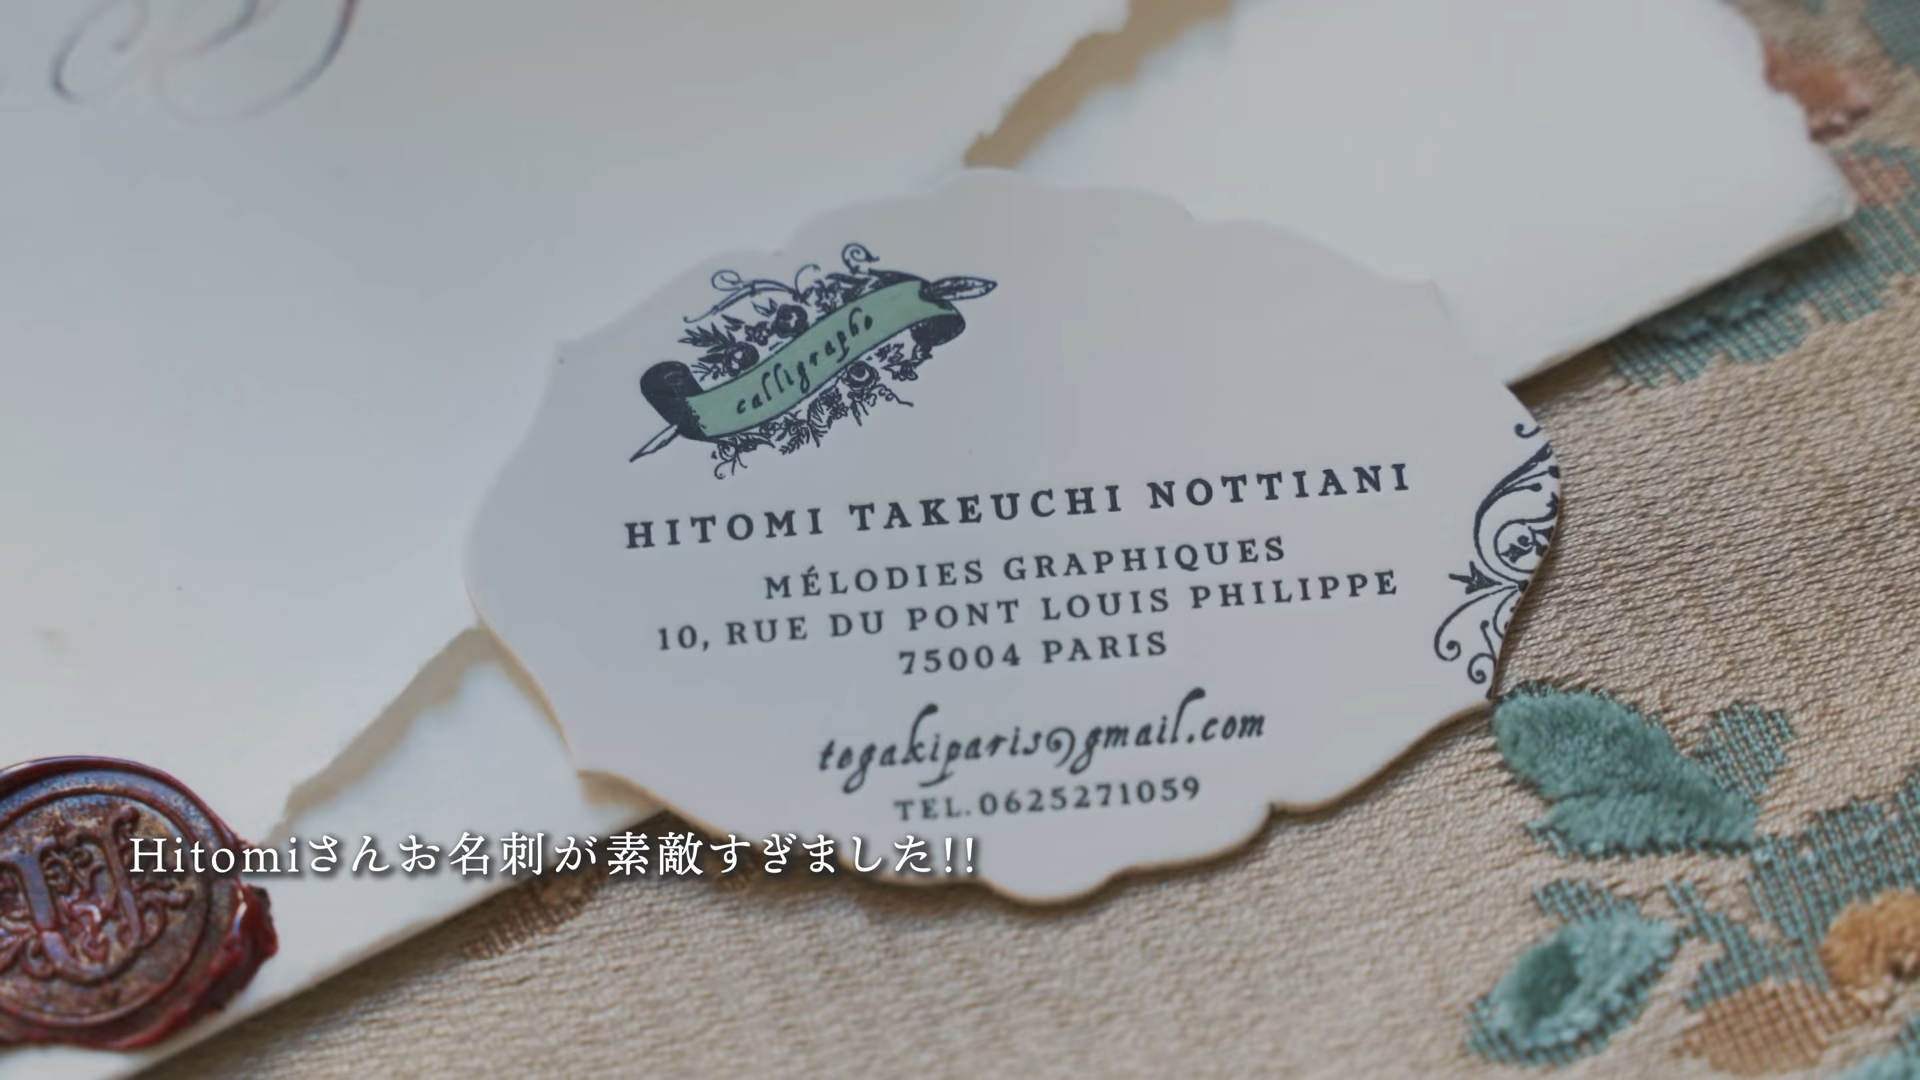 calligraphe
HITOMI TAKEUCHI NOTTIANI
MÉLODIES GRAPHIQUES
10, RUE DU PONT LOUIS PHILIPPE
75004 PARIS
tegakiparis@gmail.com
TEL.0625271059
Hitomiさんお名刺が素敵すぎました!!